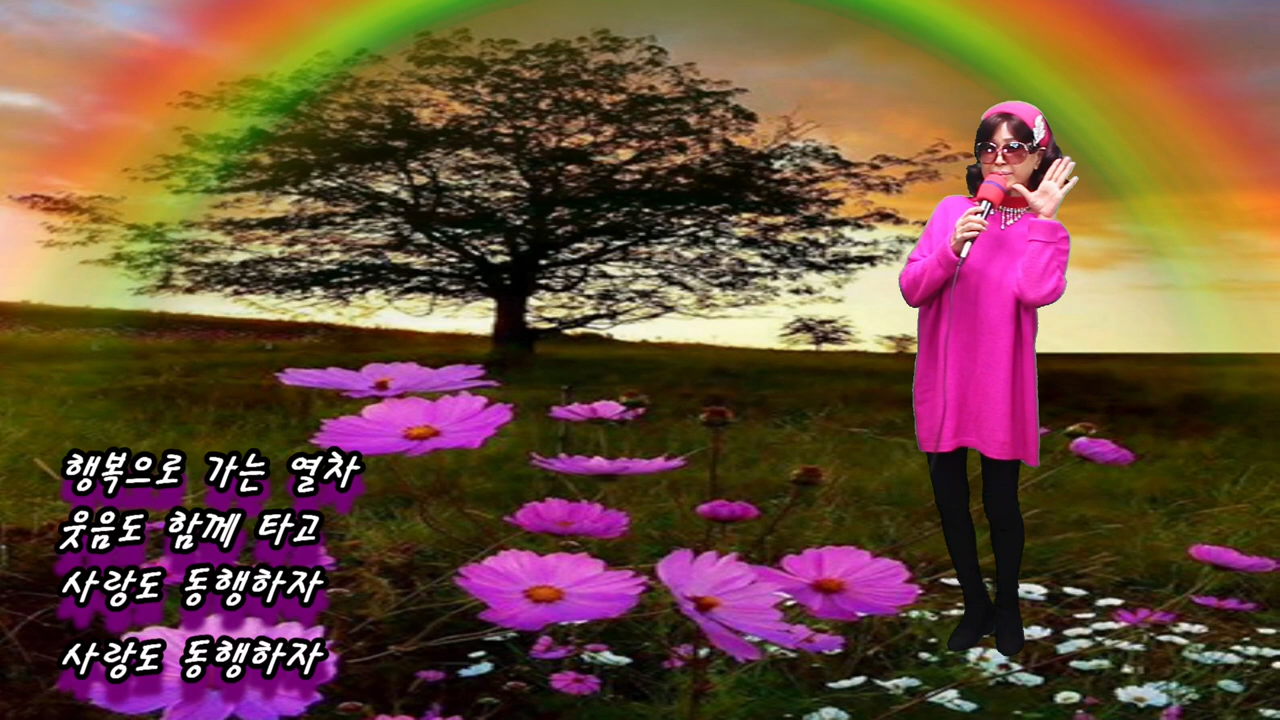 행복으로 가는 열차
웃음도 함께 타고
사랑도 동행하자
사랑도 동행하자